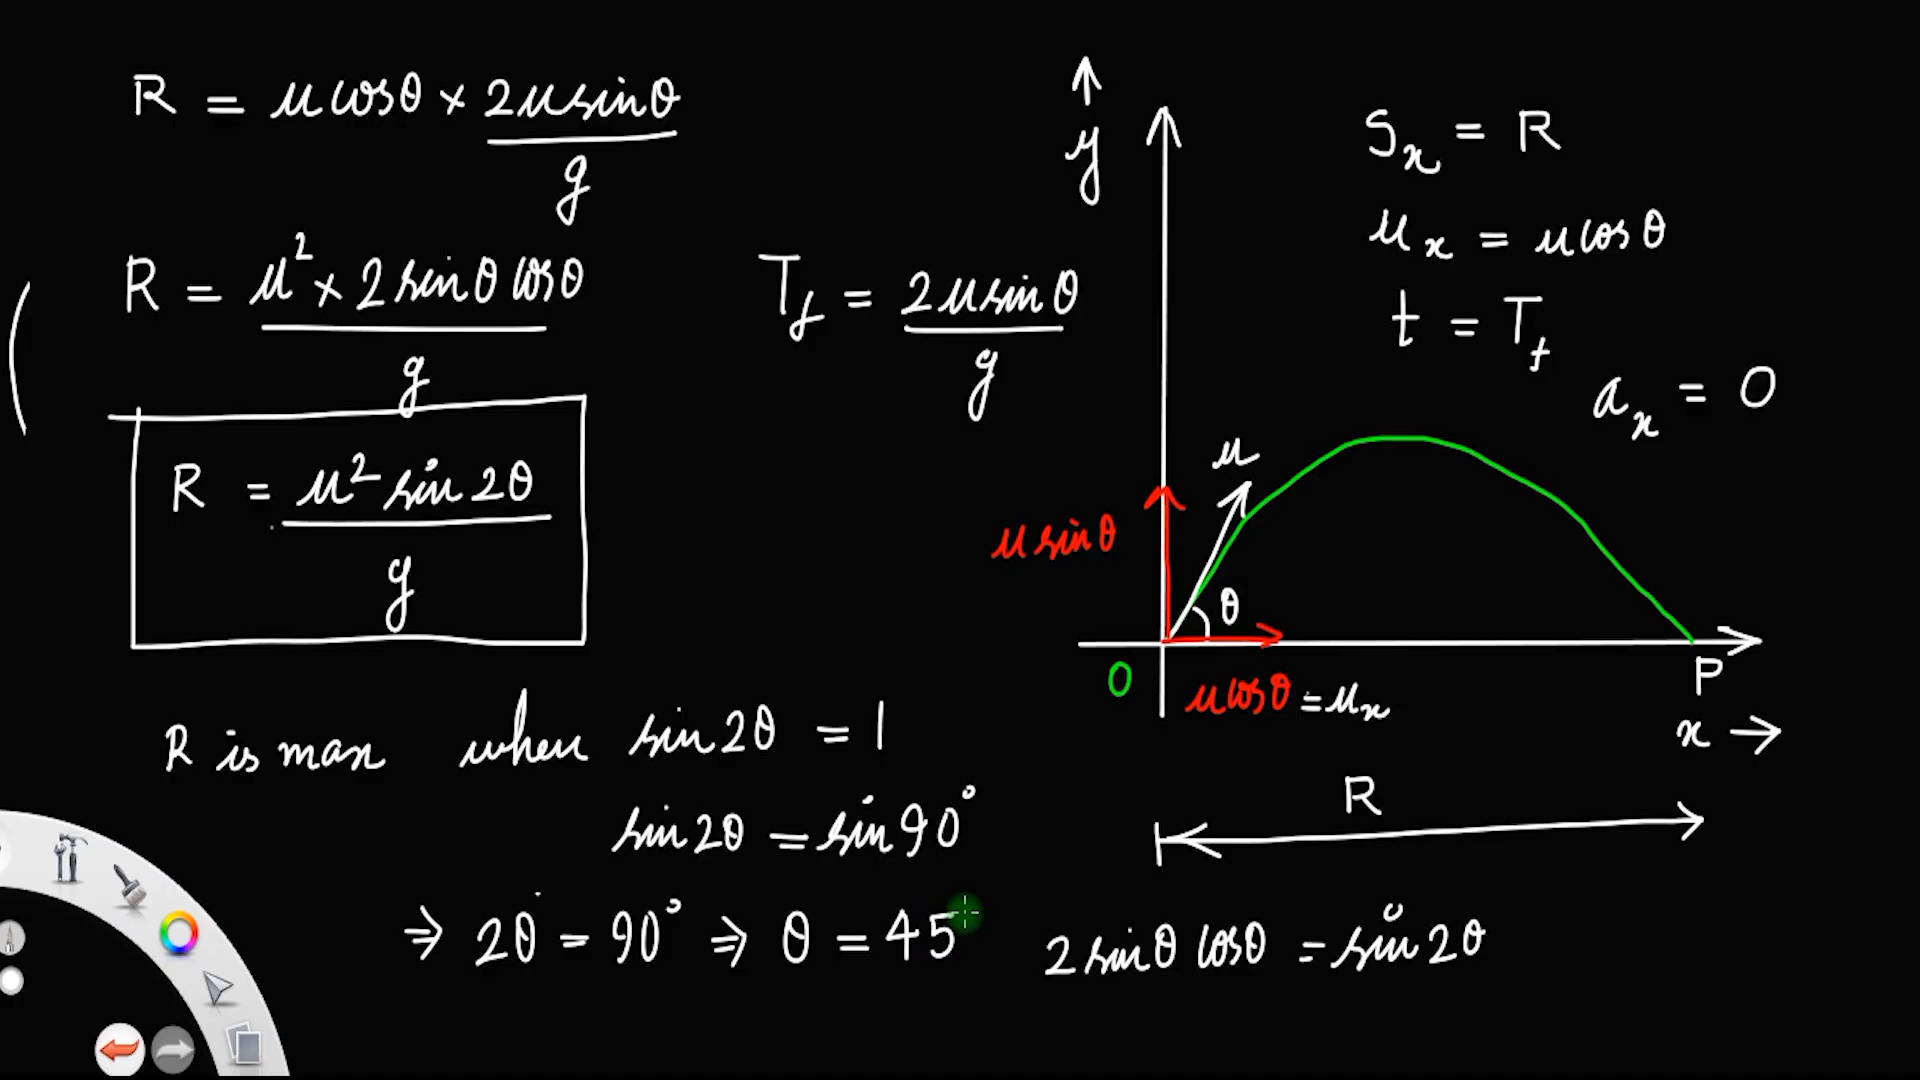 R = u cosθ × 2u sinθ / g
R = u² × 2 sinθ cosθ / g
R = u² sin 2θ / g
T_f = 2u sinθ / g
R is max when sin 2θ = 1
sin 2θ = sin 90°
⇒ 2θ = 90° ⇒ θ = 45
2 sinθ cosθ = sin 2θ
y
S_x = R
u_x = u cosθ
t = T_f
a_x = 0
u
u sinθ
θ
O
u cosθ = u_x
P
x →
R
(